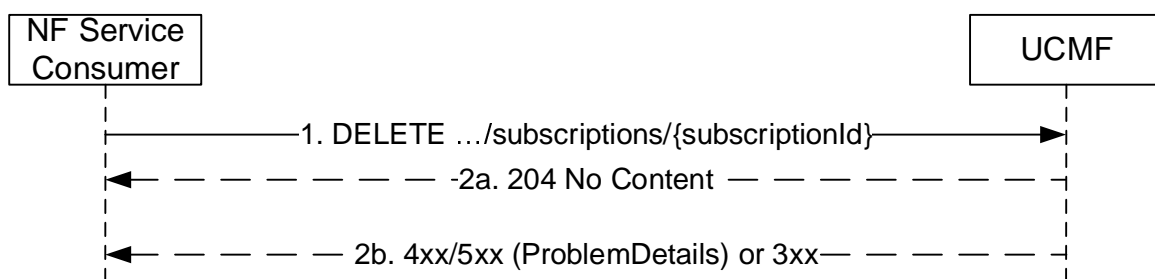 NF Service
Consumer
UCMF
1. DELETE …/subscriptions/{subscriptionId}
2a. 204 No Content
2b. 4xx/5xx (ProblemDetails) or 3xx